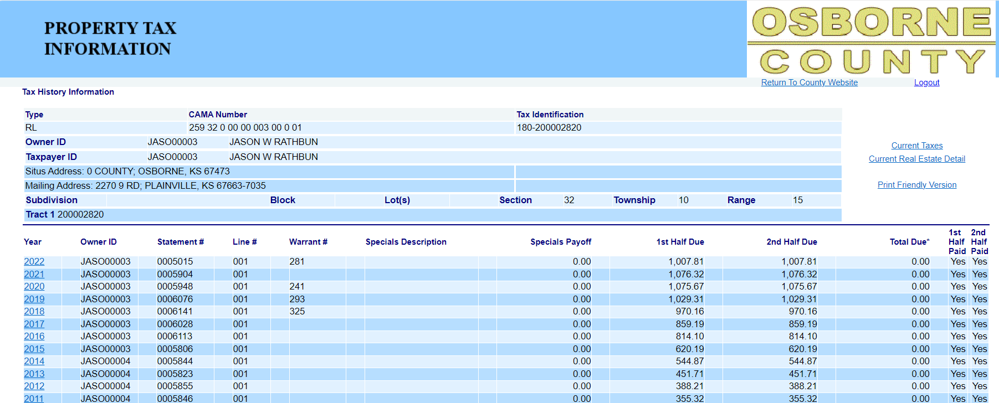 PROPERTY TAX
INFORMATION
OSBORNE
COUNTY
Return To County Website Logout
Tax History Information
Type CAMA Number Tax Identification
RL 259 32 0 00 00 003 00 0 01 180-200002820
Owner ID JASO00003 JASON W RATHBUN
Taxpayer ID JASO00003 JASON W RATHBUN
Situs Address: 0 COUNTY; OSBORNE, KS 67473
Mailing Address: 2270 9 RD; PLAINVILLE, KS 67663-7035
Subdivision Block Lot(s) Section 32 Township 10 Range 15
Tract 1 200002820
Current Taxes
Current Real Estate Detail
Print Friendly Version
Year Owner ID Statement # Line # Warrant # Specials Description Specials Payoff 1st Half Due 2nd Half Due Total Due* 1st Half Paid 2nd Half Paid
2022 JASO00003 0005015 001 281 0.00 1,007.81 1,007.81 0.00 Yes Yes
2021 JASO00003 0005904 001 0.00 1,076.32 1,076.32 0.00 Yes Yes
2020 JASO00003 0005948 001 241 0.00 1,075.67 1,075.67 0.00 Yes Yes
2019 JASO00003 0006076 001 293 0.00 1,029.31 1,029.31 0.00 Yes Yes
2018 JASO00003 0006141 001 325 0.00 970.16 970.16 0.00 Yes Yes
2017 JASO00003 0006028 001 0.00 859.19 859.19 0.00 Yes Yes
2016 JASO00003 0006113 001 0.00 814.10 814.10 0.00 Yes Yes
2015 JASO00003 0005806 001 0.00 620.19 620.19 0.00 Yes Yes
2014 JASO00004 0005844 001 0.00 544.87 544.87 0.00 Yes Yes
2013 JASO00004 0005823 001 0.00 451.71 451.71 0.00 Yes Yes
2012 JASO00004 0005855 001 0.00 388.21 388.21 0.00 Yes Yes
2011 JASO00004 0005846 001 0.00 355.32 355.32 0.00 Yes Yes